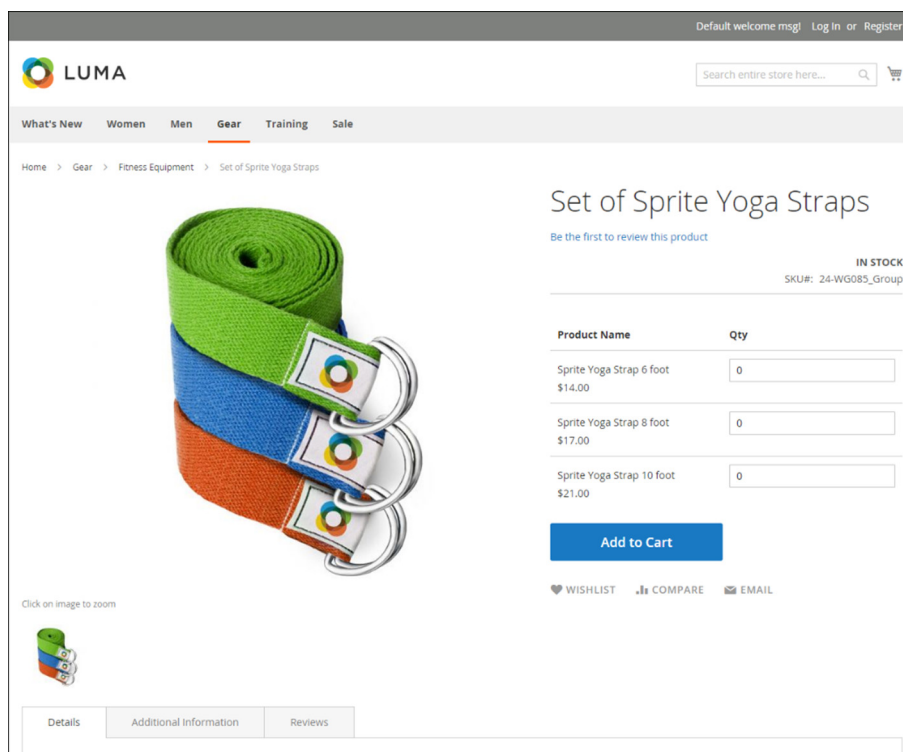 Default welcome msg! Log In or Register
LUMA
Search entire store here...
What's New Women Men Gear Training Sale
Home > Gear > Fitness Equipment > Set of Sprite Yoga Straps
Set of Sprite Yoga Straps
Be the first to review this product
IN STOCK
SKU#: 24-WG085_Group
Product Name Qty
Sprite Yoga Strap 6 foot 0
$14.00
Sprite Yoga Strap 8 foot 0
$17.00
Sprite Yoga Strap 10 foot 0
$21.00
Add to Cart
WISHLIST COMPARE EMAIL
Click on image to zoom
Details Additional Information Reviews